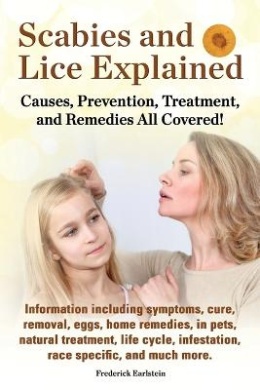 Scabies and
Lice Explained
Causes, Prevention, Treatment,
and Remedies All Covered!
Information including symptoms, cure,
removal, eggs, home remedies, in pets,
natural treatment, life cycle, infestation,
race specific, and much more.
Frederick Earlstein